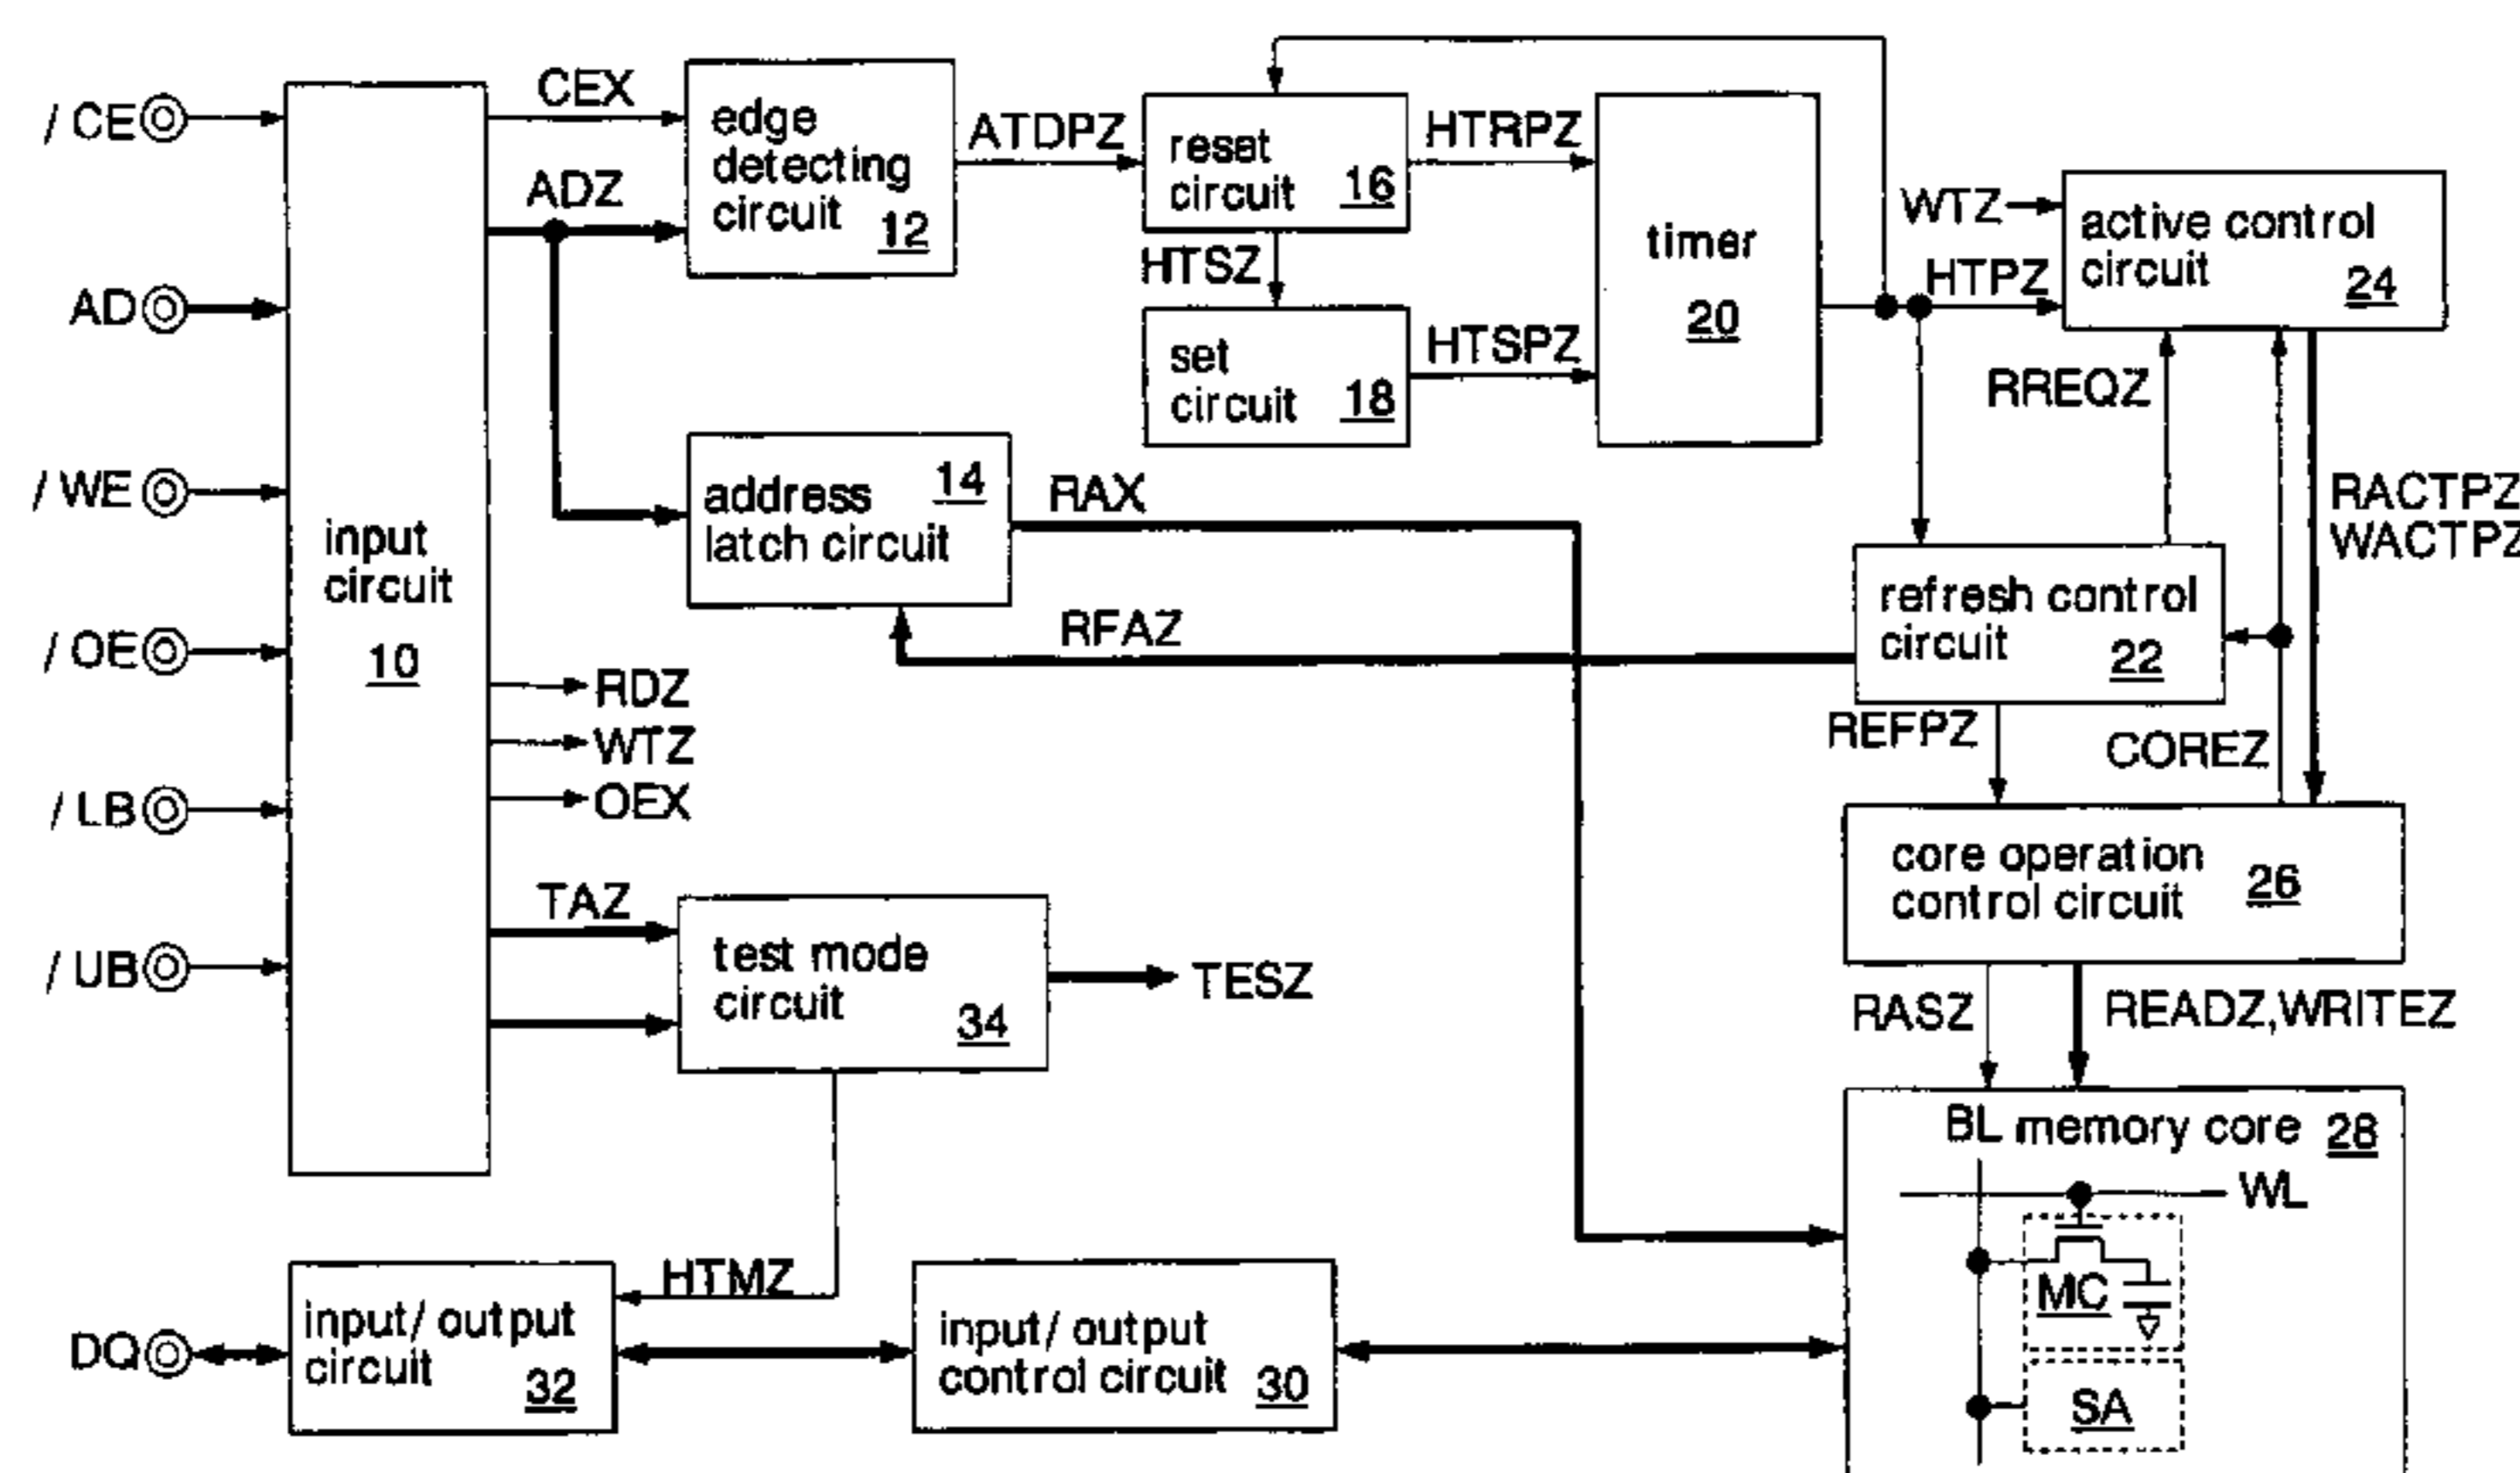 / CE
AD
/ WE
/ OE
/ LB
/ UB
DQ
input
circuit
10
CEX
ADZ
edge
detecting
circuit 12
ATDPZ
reset
circuit 16
HTRPZ
HTSZ
set
circuit 18
HTSPZ
timer
20
WTZ
HTPZ
active control
circuit 24
RREQZ
RACTPZ
WACTPZ
address 14
latch circuit
RAX
RFAZ
refresh control
circuit 22
REFPZ
COREZ
RDZ
WTZ
OEX
core operation
control circuit 26
TAZ
test mode
circuit 34
TESZ
RASZ
READZ,WRITEZ
BL memory core 28
WL
MC
SA
HTMZ
input/ output
circuit 32
input/ output
control circuit 30